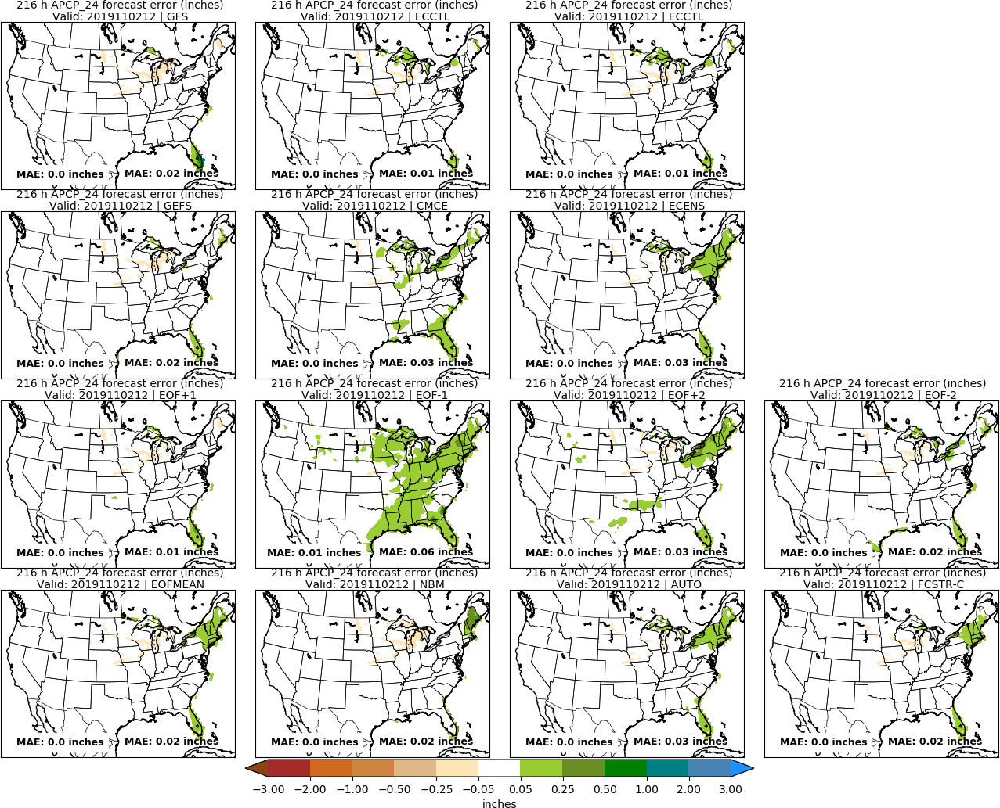 216 h APCP_24 forecast error (inches)
Valid: 2019110212 | GFS
MAE: 0.0 inches
MAE: 0.02 inches
216 h APCP_24 forecast error (inches)
Valid: 2019110212 | ECCTL
MAE: 0.0 inches
MAE: 0.01 inches
216 h APCP_24 forecast error (inches)
Valid: 2019110212 | ECCTL
MAE: 0.0 inches
MAE: 0.01 inches
216 h APCP_24 forecast error (inches)
Valid: 2019110212 | GEFS
MAE: 0.0 inches
MAE: 0.02 inches
216 h APCP_24 forecast error (inches)
Valid: 2019110212 | CMCE
MAE: 0.0 inches
MAE: 0.03 inches
216 h APCP_24 forecast error (inches)
Valid: 2019110212 | ECENS
MAE: 0.0 inches
MAE: 0.03 inches
216 h APCP_24 forecast error (inches)
Valid: 2019110212 | EOF+1
MAE: 0.0 inches
MAE: 0.01 inches
216 h APCP_24 forecast error (inches)
Valid: 2019110212 | EOF-1
MAE: 0.01 inches
MAE: 0.06 inches
216 h APCP_24 forecast error (inches)
Valid: 2019110212 | EOF+2
MAE: 0.0 inches
MAE: 0.03 inches
216 h APCP_24 forecast error (inches)
Valid: 2019110212 | EOF-2
MAE: 0.0 inches
MAE: 0.02 inches
216 h APCP_24 forecast error (inches)
Valid: 2019110212 | EOFMEAN
MAE: 0.0 inches
MAE: 0.02 inches
216 h APCP_24 forecast error (inches)
Valid: 2019110212 | NBM
MAE: 0.0 inches
MAE: 0.02 inches
216 h APCP_24 forecast error (inches)
Valid: 2019110212 | AUTO
MAE: 0.0 inches
MAE: 0.03 inches
216 h APCP_24 forecast error (inches)
Valid: 2019110212 | FCSTR-C
MAE: 0.0 inches
MAE: 0.02 inches
−3.00 −2.00 −1.00 −0.50 −0.25 −0.05 0.05 0.25 0.50 1.00 2.00 3.00
inches